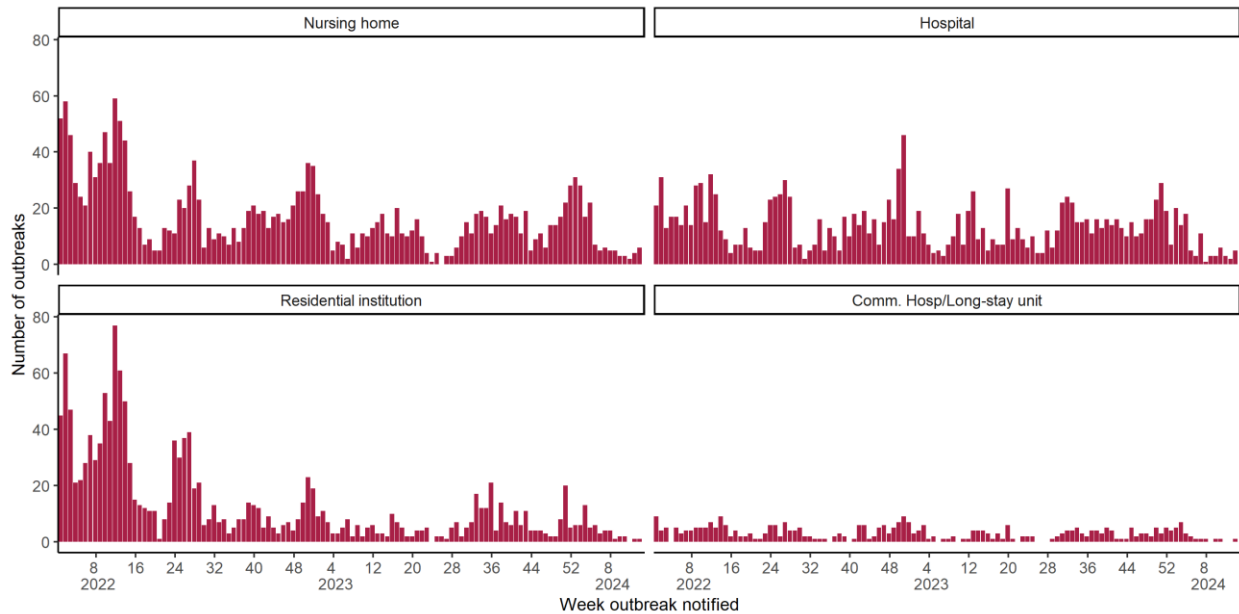 Nursing home
Hospital
80
60
40
20
0
Residential institution
Comm. Hosp/Long-stay unit
80
60
40
20
0
Number of outbreaks
8 16 24 32 40 48 4 12 20 28 36 44 52 8
2022 2023 2024
8 16 24 32 40 48 4 12 20 28 36 44 52 8
2022 2023 2024
Week outbreak notified